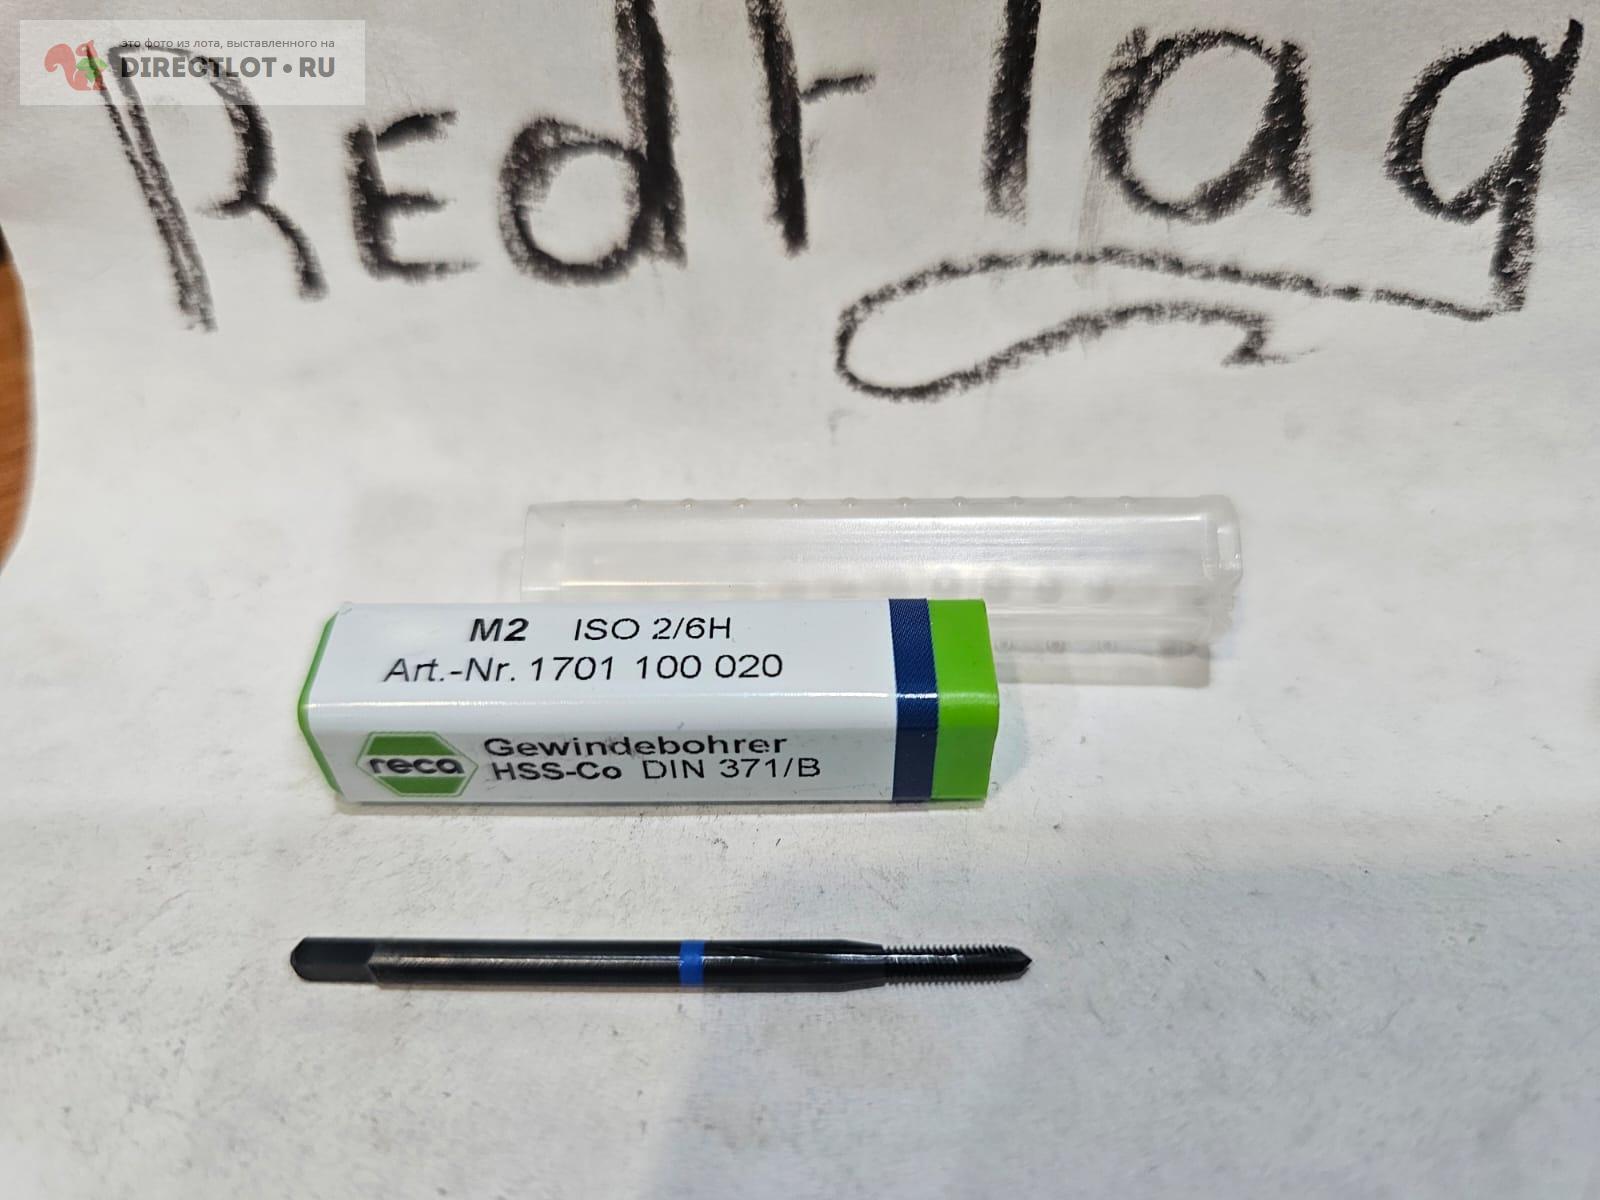 это фото из лота, выставленного на
DIRECTLOT•RU
RedFlag
M2 ISO 2/6H
Art.-Nr. 1701 100 020
reca
Gewindebohrer
HSS-Co DIN 371/B